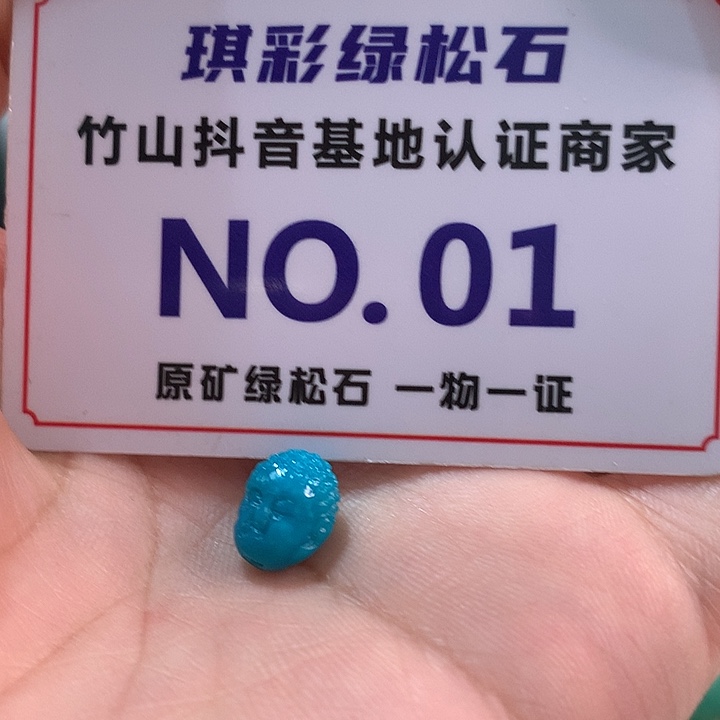 琪彩绿松石
竹山抖音基地认证商家
NO.01
原矿绿松石 一物一证